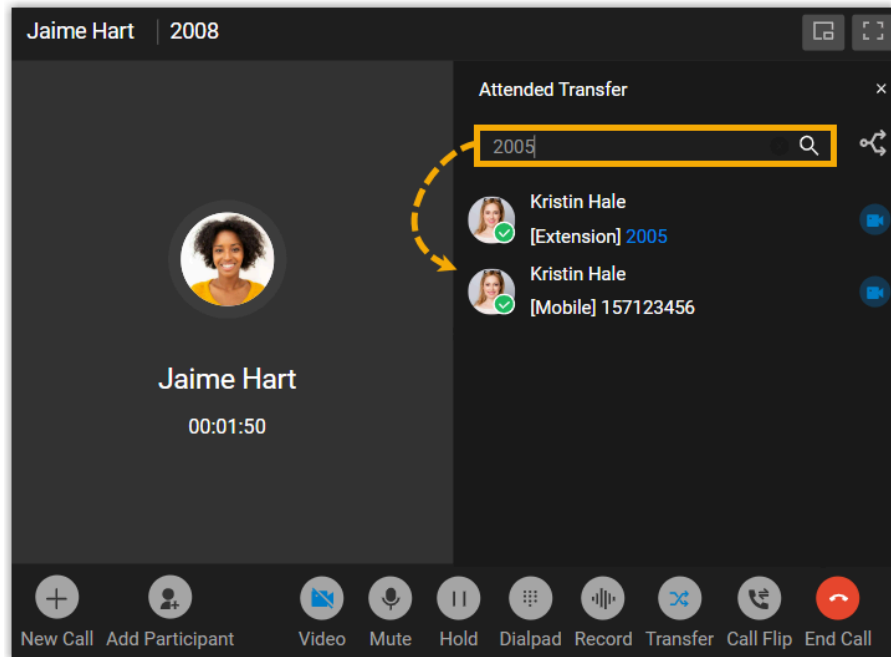 Jaime Hart | 2008
Attended Transfer
2005
Kristin Hale
[Extension] 2005
Kristin Hale
[Mobile] 157123456
Jaime Hart
00:01:50
New Call Add Participant Video Mute Hold Dialpad Record Transfer Call Flip End Call